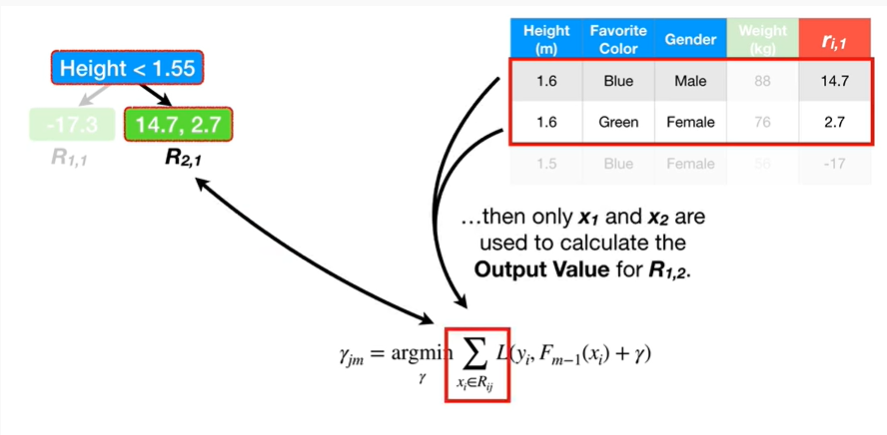 Height (m) Favorite Color Gender Weight (kg) rᵢ,₁
1.6 Blue Male 88 14.7
1.6 Green Female 76 2.7
1.5 Blue Female 56 -17
Height < 1.55
-17.3 14.7, 2.7
R₁,₁ R₂,₁
...then only x₁ and x₂ are
used to calculate the
Output Value for R₁,₂.
γⱼₘ = argmin ∑ L(yᵢ, Fₘ₋₁(xᵢ) + γ)
γ xᵢ∈Rᵢⱼ